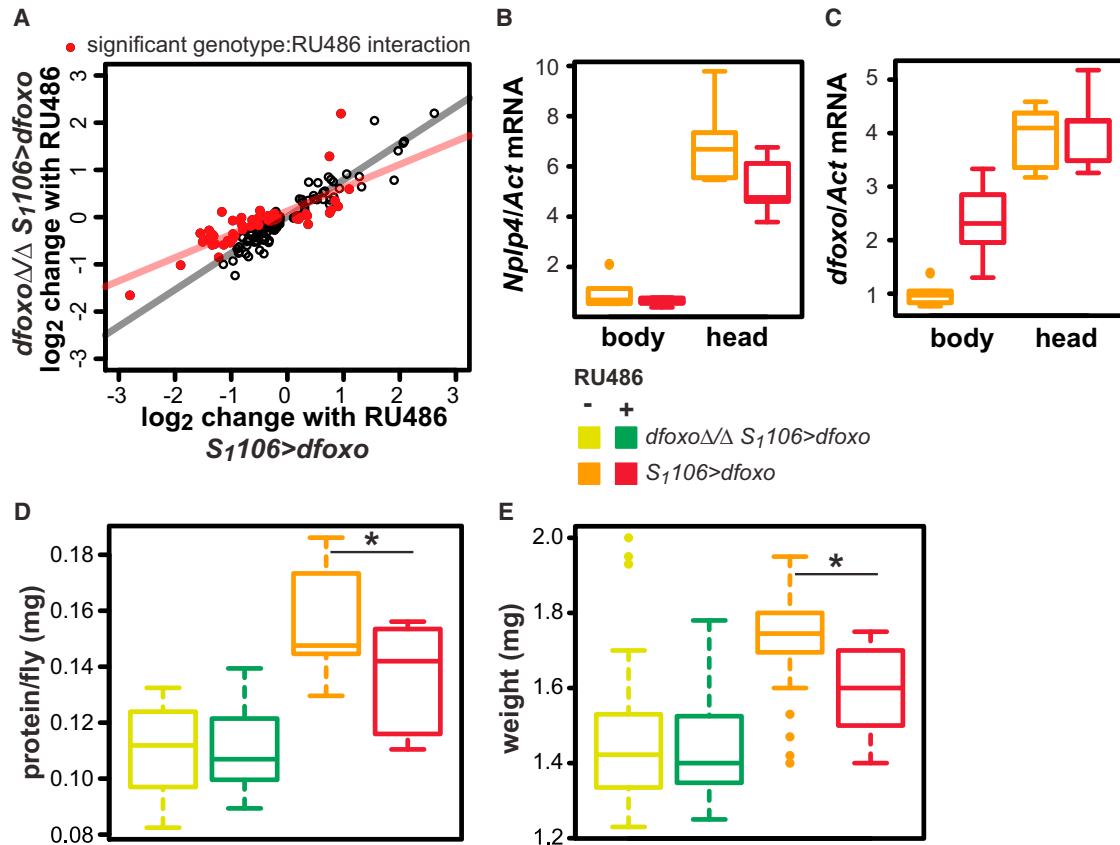 A
significant genotype:RU486 interaction
dfoxoΔ/Δ S1106>dfoxo
log2 change with RU486
3
2
1
0
-1
-2
-3
-3 -2 -1 0 1 2 3
log2 change with RU486
S1106>dfoxo
B
Nplp4/Act mRNA
10
8
6
4
2
body head
C
dfoxo/Act mRNA
5
4
3
2
1
body head
RU486
- +
dfoxoΔ/Δ S1106>dfoxo
S1106>dfoxo
D
protein/fly (mg)
0.18
0.16
0.14
0.12
0.10
0.08
*
E
weight (mg)
2.0
1.8
1.6
1.4
1.2
*